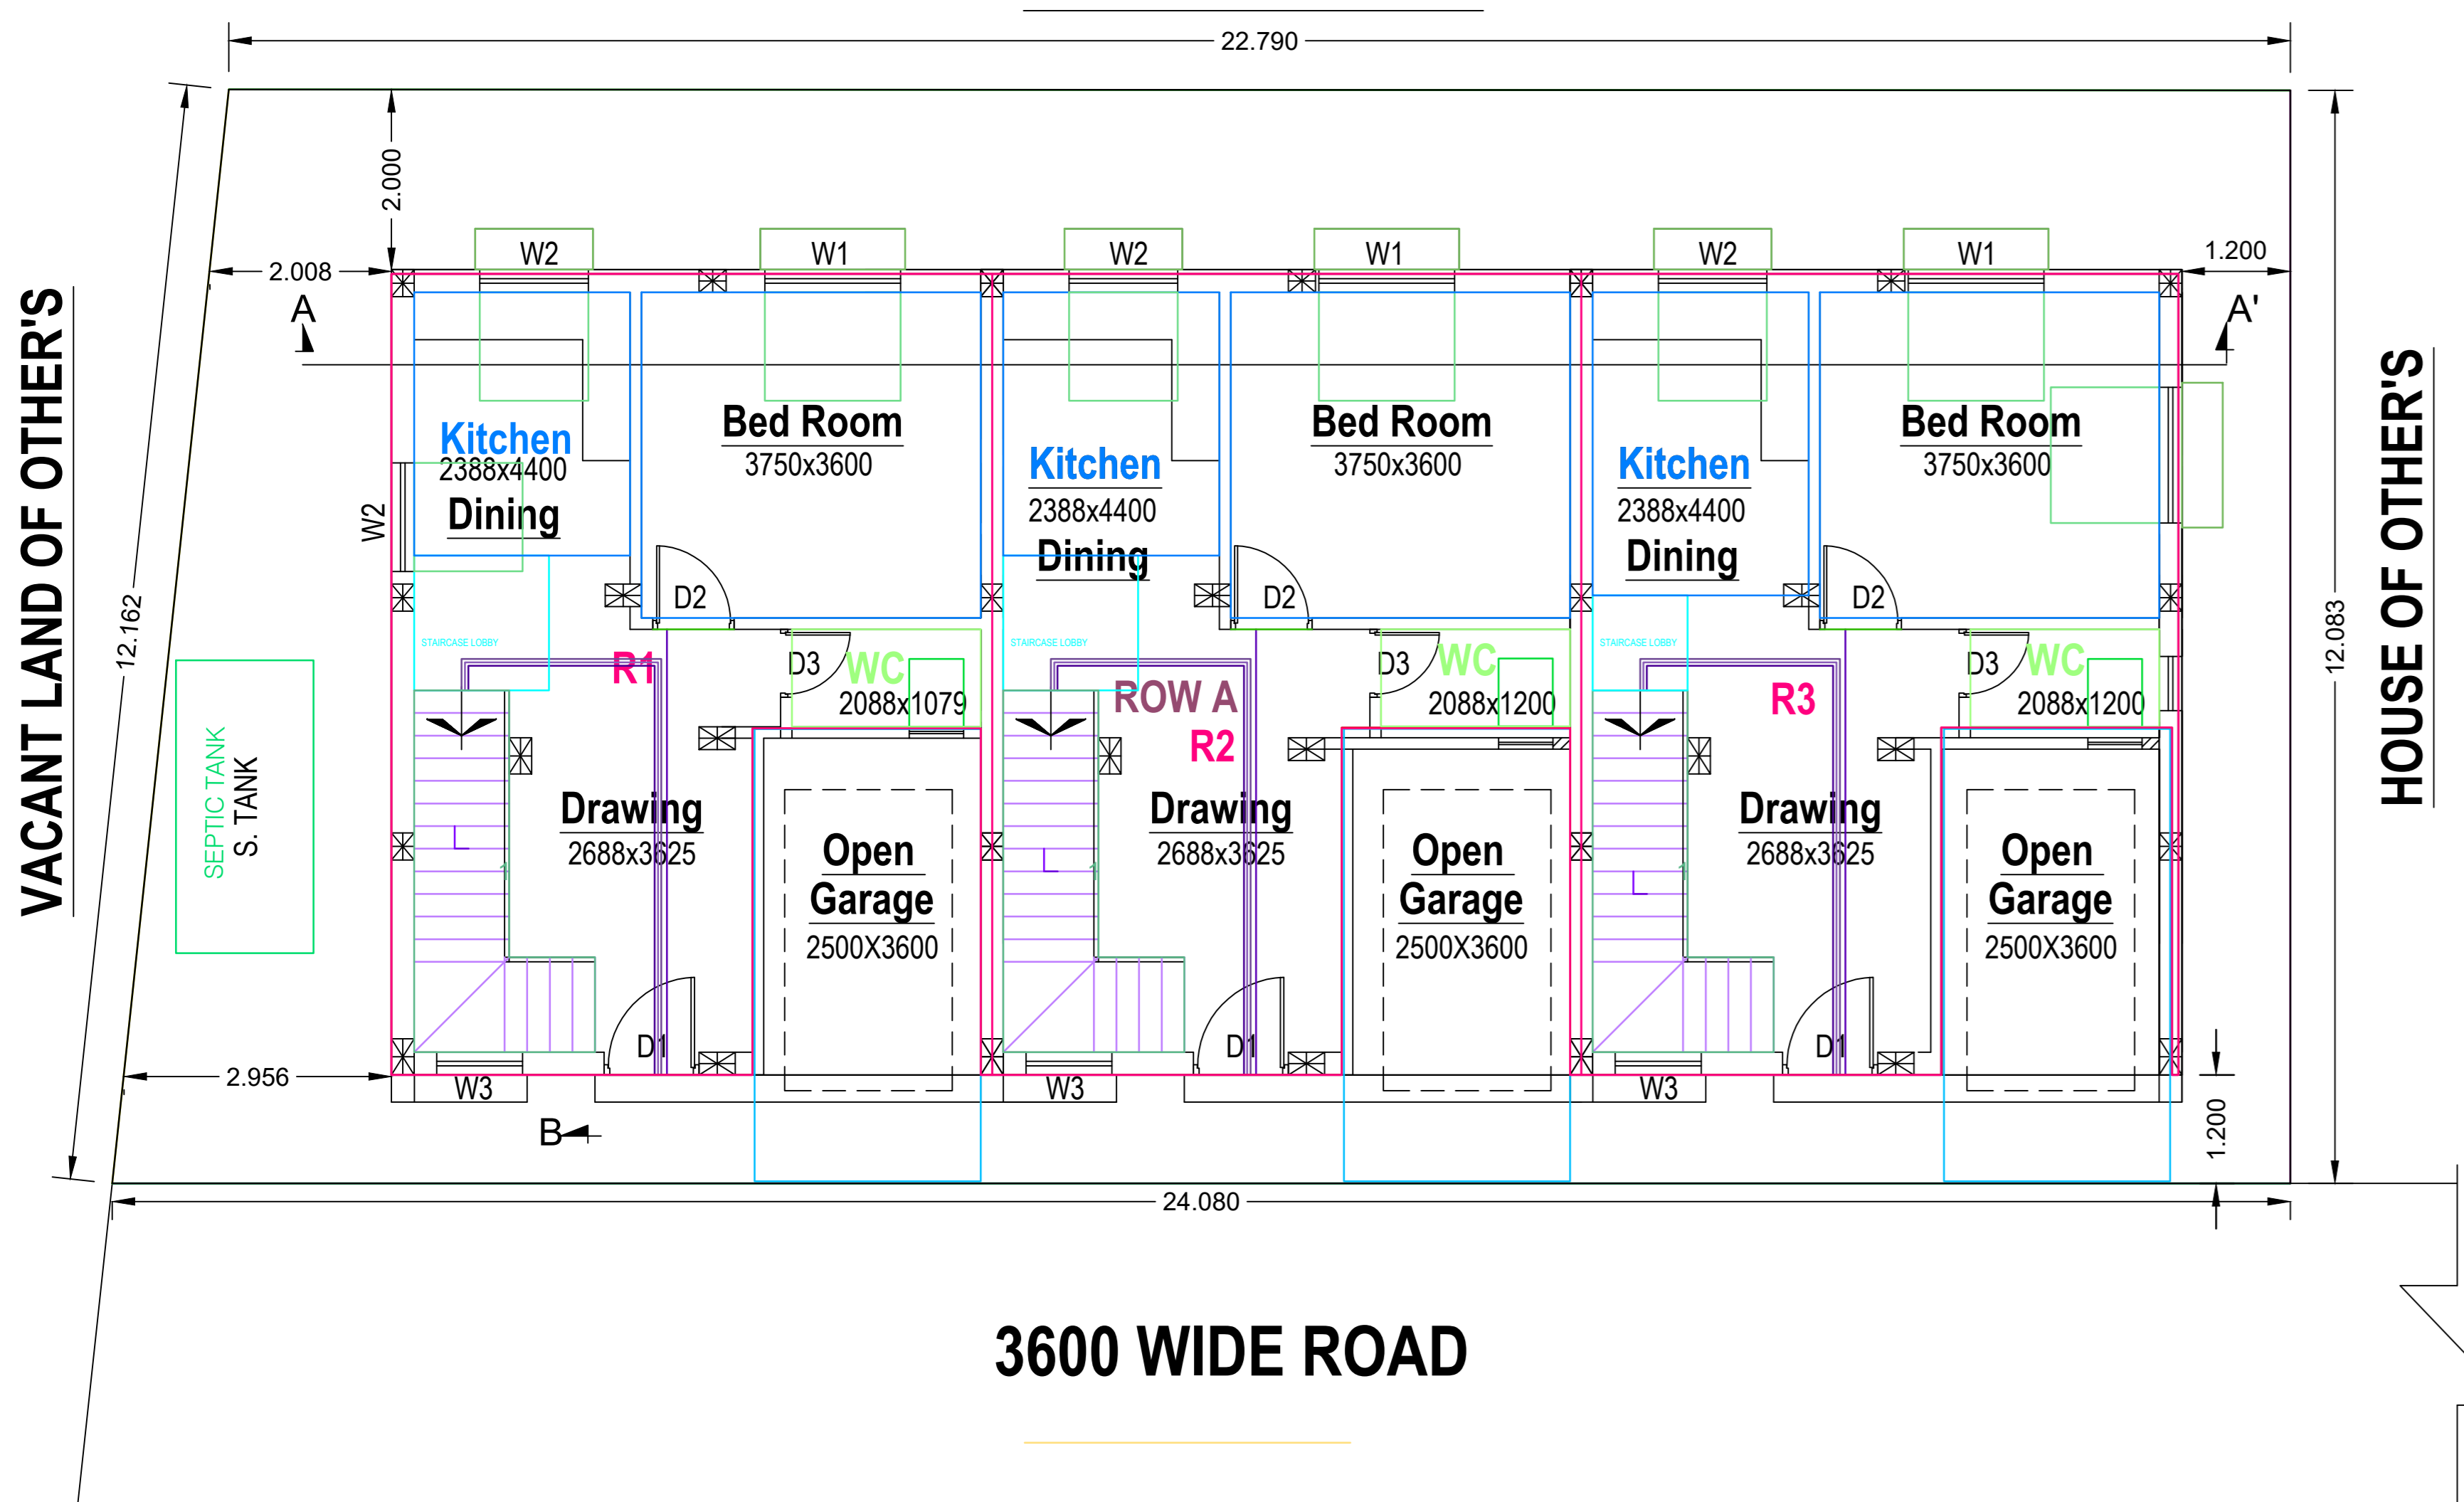 22.790
2.000
2.008
1.200
W2
W1
W2
W1
W2
W1
A
A'
VACANT LAND OF OTHER'S
HOUSE OF OTHER'S
12.162
12.083
Kitchen
2388x4400
Dining
W2
Bed Room
3750x3600
Kitchen
2388x4400
Dining
Bed Room
3750x3600
Kitchen
2388x4400
Dining
Bed Room
3750x3600
D2
D2
D2
STAIRCASE LOBBY
R1
D3
WC
2088x1079
STAIRCASE LOBBY
ROW A
R2
D3
WC
2088x1200
STAIRCASE LOBBY
R3
D3
WC
2088x1200
SEPTIC TANK
S. TANK
Drawing
2688x3625
Open
Garage
2500X3600
Drawing
2688x3625
Open
Garage
2500X3600
Drawing
2688x3625
Open
Garage
2500X3600
1
1
1
D1
D1
D1
2.956
W3
W3
W3
1.200
B
24.080
3600 WIDE ROAD